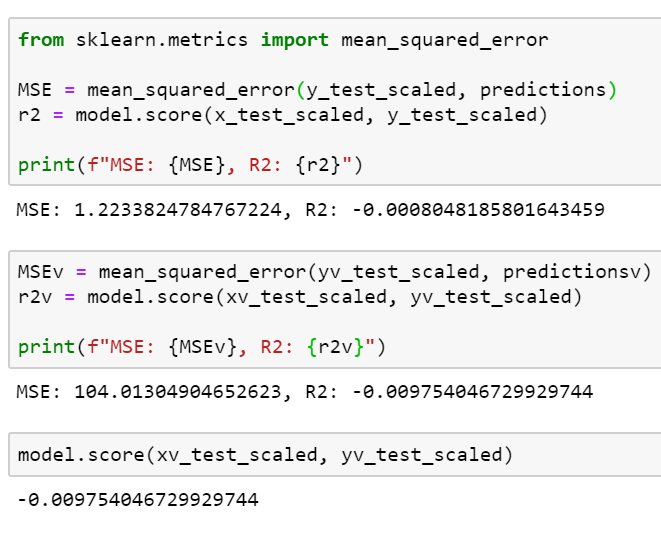 from sklearn.metrics import mean_squared_error
MSE = mean_squared_error(y_test_scaled, predictions)
r2 = model.score(x_test_scaled, y_test_scaled)
print(f"MSE: {MSE}, R2: {r2}")
MSE: 1.2233824784767224, R2: -0.0008048185801643459
MSEv = mean_squared_error(yv_test_scaled, predictionsv)
r2v = model.score(xv_test_scaled, yv_test_scaled)
print(f"MSE: {MSEv}, R2: {r2v}")
MSE: 104.01304904652623, R2: -0.009754046729929744
model.score(xv_test_scaled, yv_test_scaled)
-0.009754046729929744